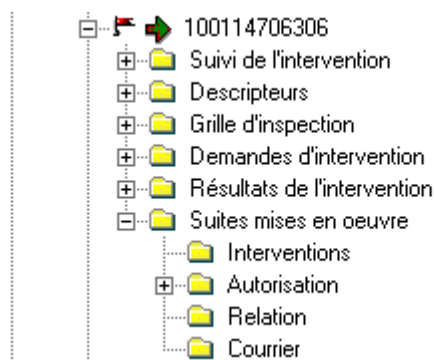 100114706306
Suivi de l'intervention
Descripteurs
Grille d'inspection
Demandes d'intervention
Résultats de l'intervention
Suites mises en oeuvre
Interventions
Autorisation
Relation
Courrier